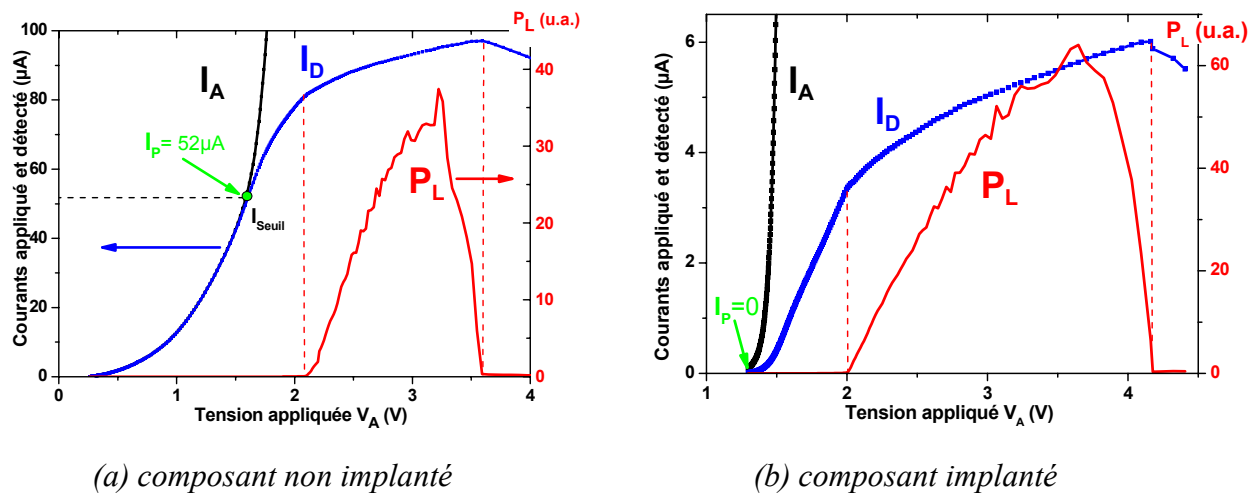 P_L (u.a.)
100
80
60
40
20
0
Courants appliqué et détecté (µA)
I_A
I_D
I_P= 52µA
I_Seuil
P_L
40
30
20
10
0
0 1 2 3 4
Tension appliquée V_A (V)
(a) composant non implanté
P_L (u.a.)
6
4
2
0
Courants appliqué et détecté (µA)
I_A
I_D
I_P=0
P_L
60
40
20
0
1 2 3 4
Tension appliqué V_A (V)
(b) composant implanté